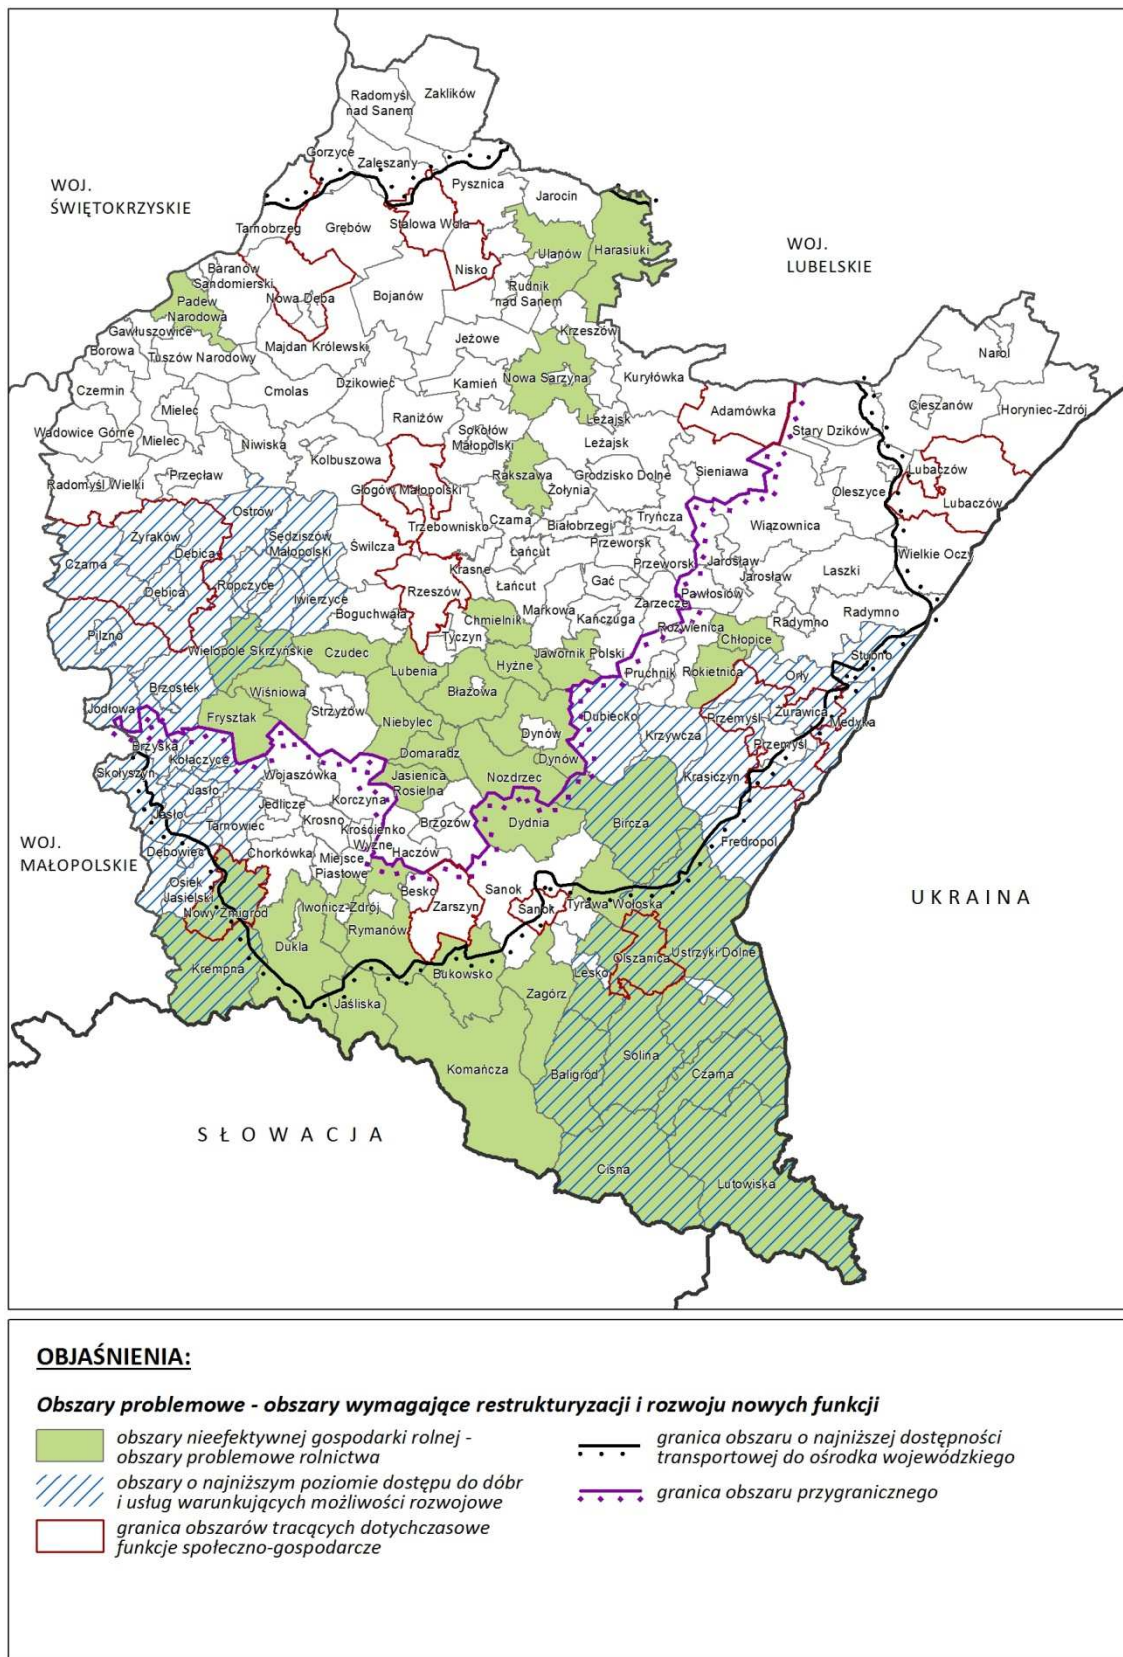 Radomyśl
nad Sanem
Zaklików
Gorzyce
Zaleszany
Pysznica
Jarocin
WOJ.
ŚWIĘTOKRZYSKIE
Tarnobrzeg
Grębów
Stalowa Wola
Ulanów
Harasiuki
WOJ.
LUBELSKIE
Baranów
Sandomierski
Nisko
Nowa Dęba
Bojanów
Rudnik
nad Sanem
Padew
Narodowa
Gawłuszowice
Krzeszów
Borowa
Tuszów Narodowy
Majdan Królewski
Jeżowe
Narol
Czermin
Cmolas
Dzikowiec
Kamień
Nowa Sarzyna
Kuryłówka
Mielec
Raniżów
Leżajsk
Adamówka
Cieszanów
Horyniec-Zdrój
Wadowice Górne
Mielec
Niwiska
Sokołów
Małopolski
Leżajsk
Stary Dzików
Kolbuszowa
Radomyśl Wielki
Przecław
Rakszawa
Grodzisko Dolne
Sieniawa
Lubaczów
Głogów Małopolski
Żołynia
Oleszyce
Lubaczów
Ostrów
Trzebownisko
Czarna
Białobrzegi
Tryńcza
Wiązownica
Żyraków
Dębica
Sędziszów
Małopolski
Świlcza
Łańcut
Przeworsk
Wielkie Oczy
Czarna
Krasne
Przeworsk
Jarosław
Laszki
Ropczyce
Gać
Jarosław
Dębica
Iwierzyce
Rzeszów
Łańcut
Pawłosiów
Boguchwała
Markowa
Zarzecze
Radymno
Chmielnik
Kańczuga
Radymno
Pilzno
Tyczyn
Roźwienica
Chłopice
Wielopole Skrzyńskie
Czudec
Jawornik Polski
Stubno
Lubenia
Hyżne
Pruchnik
Rokietnica
Orły
Brzostek
Wiśniowa
Błażowa
Jodłowa
Strzyżów
Dubiecko
Żurawica
Frysztak
Niebylec
Przemyśl
Medyka
Dynów
Krzywcza
Brzyska
Domaradz
Dynów
Przemyśl
Kołaczyce
Skołyszyn
Wojaszówka
Jasienica
Rosielna
Nozdrzec
Krasiczyn
Jasło
Jedlicze
Korczyna
Jasło
Krosno
Brzozów
Dydnia
Bircza
Tarnowiec
Krościenko
Wyżne
Fredropol
WOJ.
MAŁOPOLSKIE
Dębowiec
Chorkówka
Haczów
Miejsce
Piastowe
Osiek
Jasielski
Besko
Sanok
UKRAINA
Nowy Żmigród
Iwonicz-Zdrój
Zarszyn
Sanok
Tyrawa Wołoska
Rymanów
Dukla
Ustrzyki Dolne
Krempna
Olszanica
Bukowsko
Lesko
Zagórz
Jaśliska
Solina
Komańcza
Baligród
Czarna
SŁOWACJA
Cisna
Lutowiska
OBJAŚNIENIA:
Obszary problemowe - obszary wymagające restrukturyzacji i rozwoju nowych funkcji
obszary nieefektywnej gospodarki rolnej -
obszary problemowe rolnictwa
obszary o najniższym poziomie dostępu do dóbr
i usług warunkujących możliwości rozwojowe
granica obszarów tracących dotychczasowe
funkcje społeczno-gospodarcze
granica obszaru o najniższej dostępności
transportowej do ośrodka wojewódzkiego
granica obszaru przygranicznego